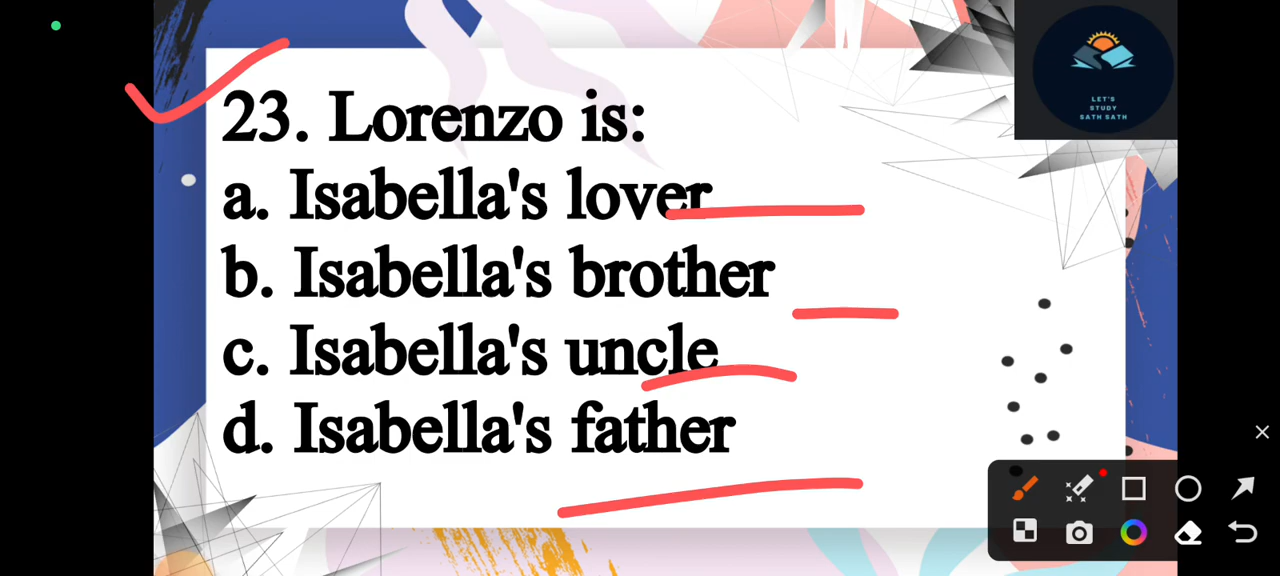 23. Lorenzo is:
a. Isabella's lover
b. Isabella's brother
c. Isabella's uncle
d. Isabella's father
LET'S
STUDY
SATH SATH